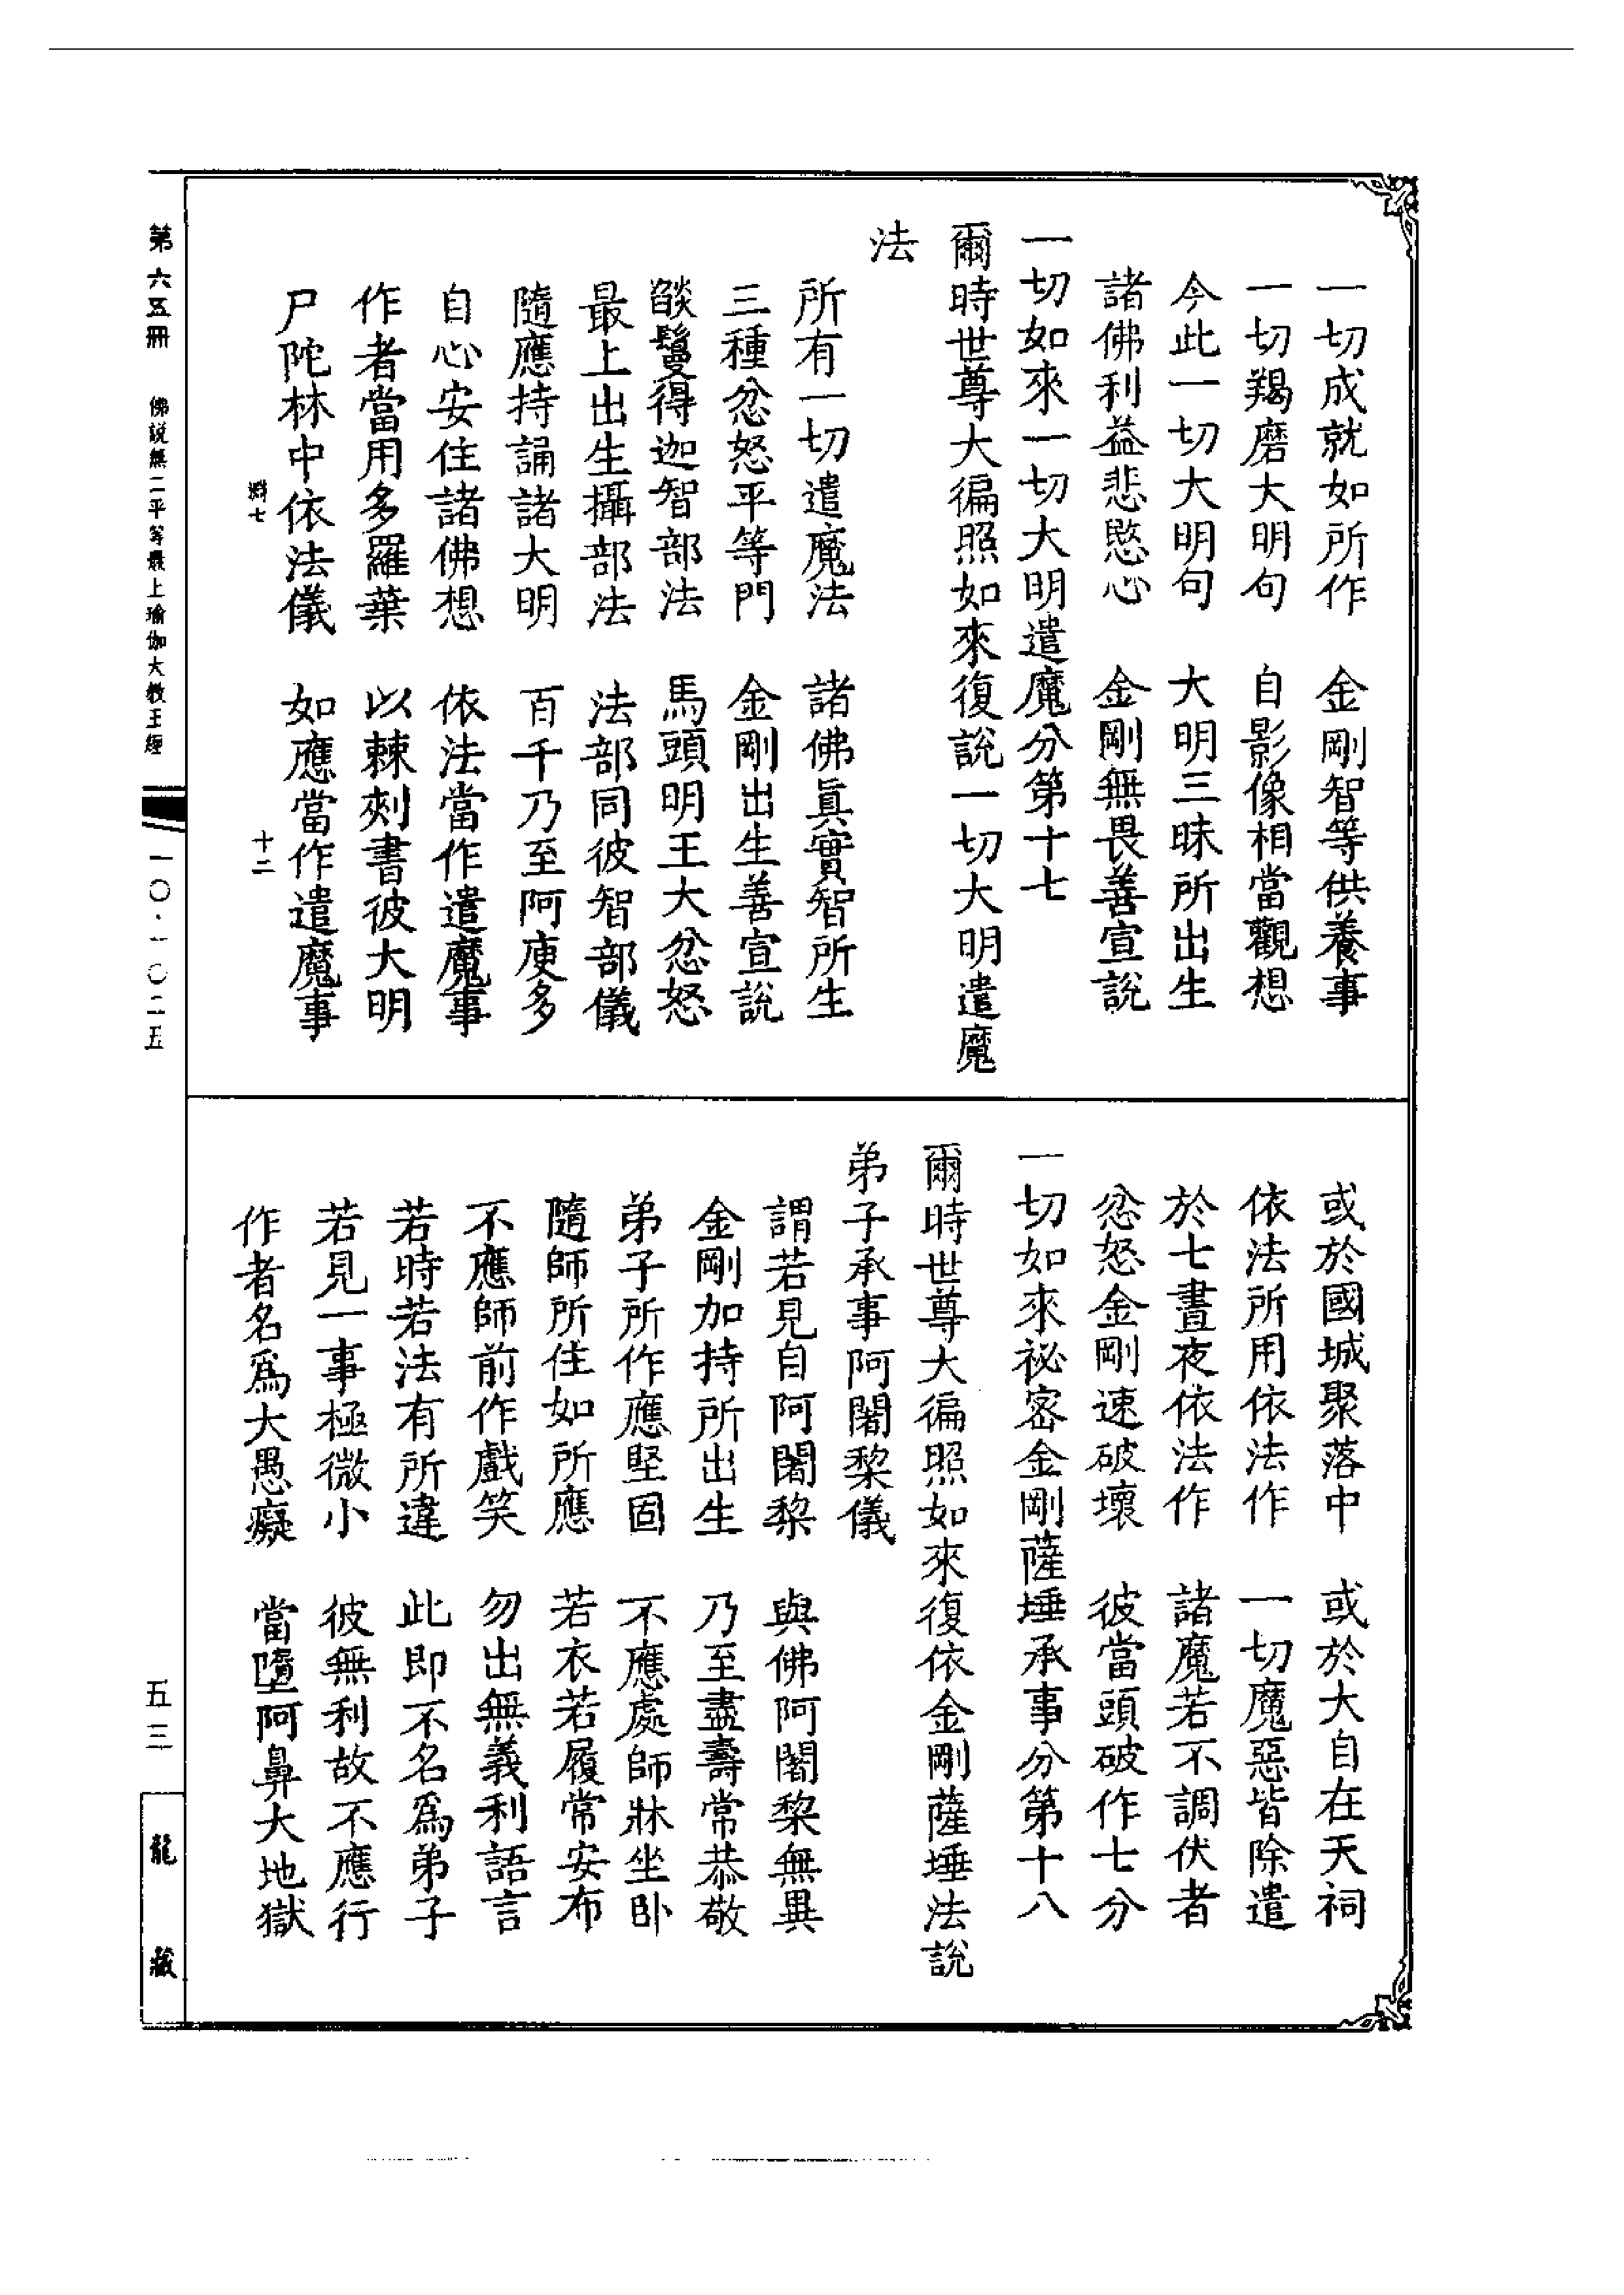 一切成就如所作　金剛智等供養事
一切羯磨大明句　自影像相當觀想
今此一切大明句　大明三昧所出生
諸佛利益悲愍心　金剛無畏善宣說
一切如來一切大明遣魔分第十七
爾時世尊大徧照如來復說一切大明遣魔
法
所有一切遣魔法　諸佛眞實智所生
三種忿怒平等門　金剛出生善宣說
燄鬘得迦智部法　馬頭明王大忿怒
最上出生攝部法　法部同彼智部儀
隨應持誦諸大明　百千乃至阿庾多
自心安住諸佛想　依法當作遣魔事
作者當用多羅葉　以棘刺書彼大明
尸陀林中依法儀　如應當作遣魔事
十二
或於國城聚落中　或於大自在天祠
依法所用依法作　一切魔惡皆除遣
於七晝夜依法作　諸魔若不調伏者
忿怒金剛速破壞　彼當頭破作七分
一切如來祕密金剛薩埵承事分第十八
爾時世尊大徧照如來復依金剛薩埵法說
弟子承事阿闍黎儀
謂若見自阿闍黎　與佛阿闍黎無異
金剛加持所出生　乃至盡壽常恭敬
弟子所作應堅固　不應處師牀坐卧
隨師所住如所應　若衣若履常安布
不應師前作戲笑　勿出無義利語言
若時若法有所違　此即不名爲弟子
若見一事極微小　彼無利故不應行
作者名爲大愚癡　當墮阿鼻大地獄
第六五冊　佛説無二平等最上瑜伽大教王經　一〇·一〇二五　五三　龍藏